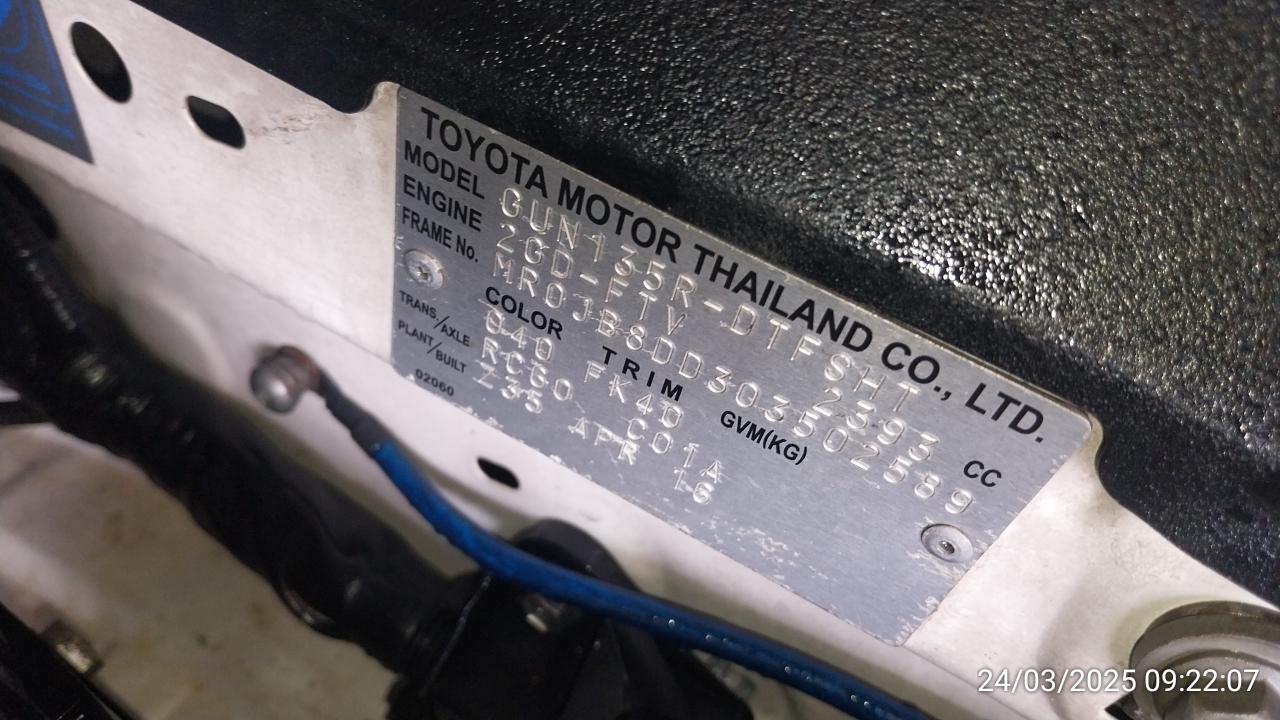 TOYOTA MOTOR THAILAND CO., LTD.
MODEL GUN135R-DTFSHT
ENGINE 2GD-FTV 2393 CC
FRAME No. MR0JB8DD303502589
COLOR TRIM GVM(KG)
040 FK40
TRANS/AXLE RC60 C01A
PLANT/BUILT Z35 APR 16
02060
24/03/2025 09:22:07